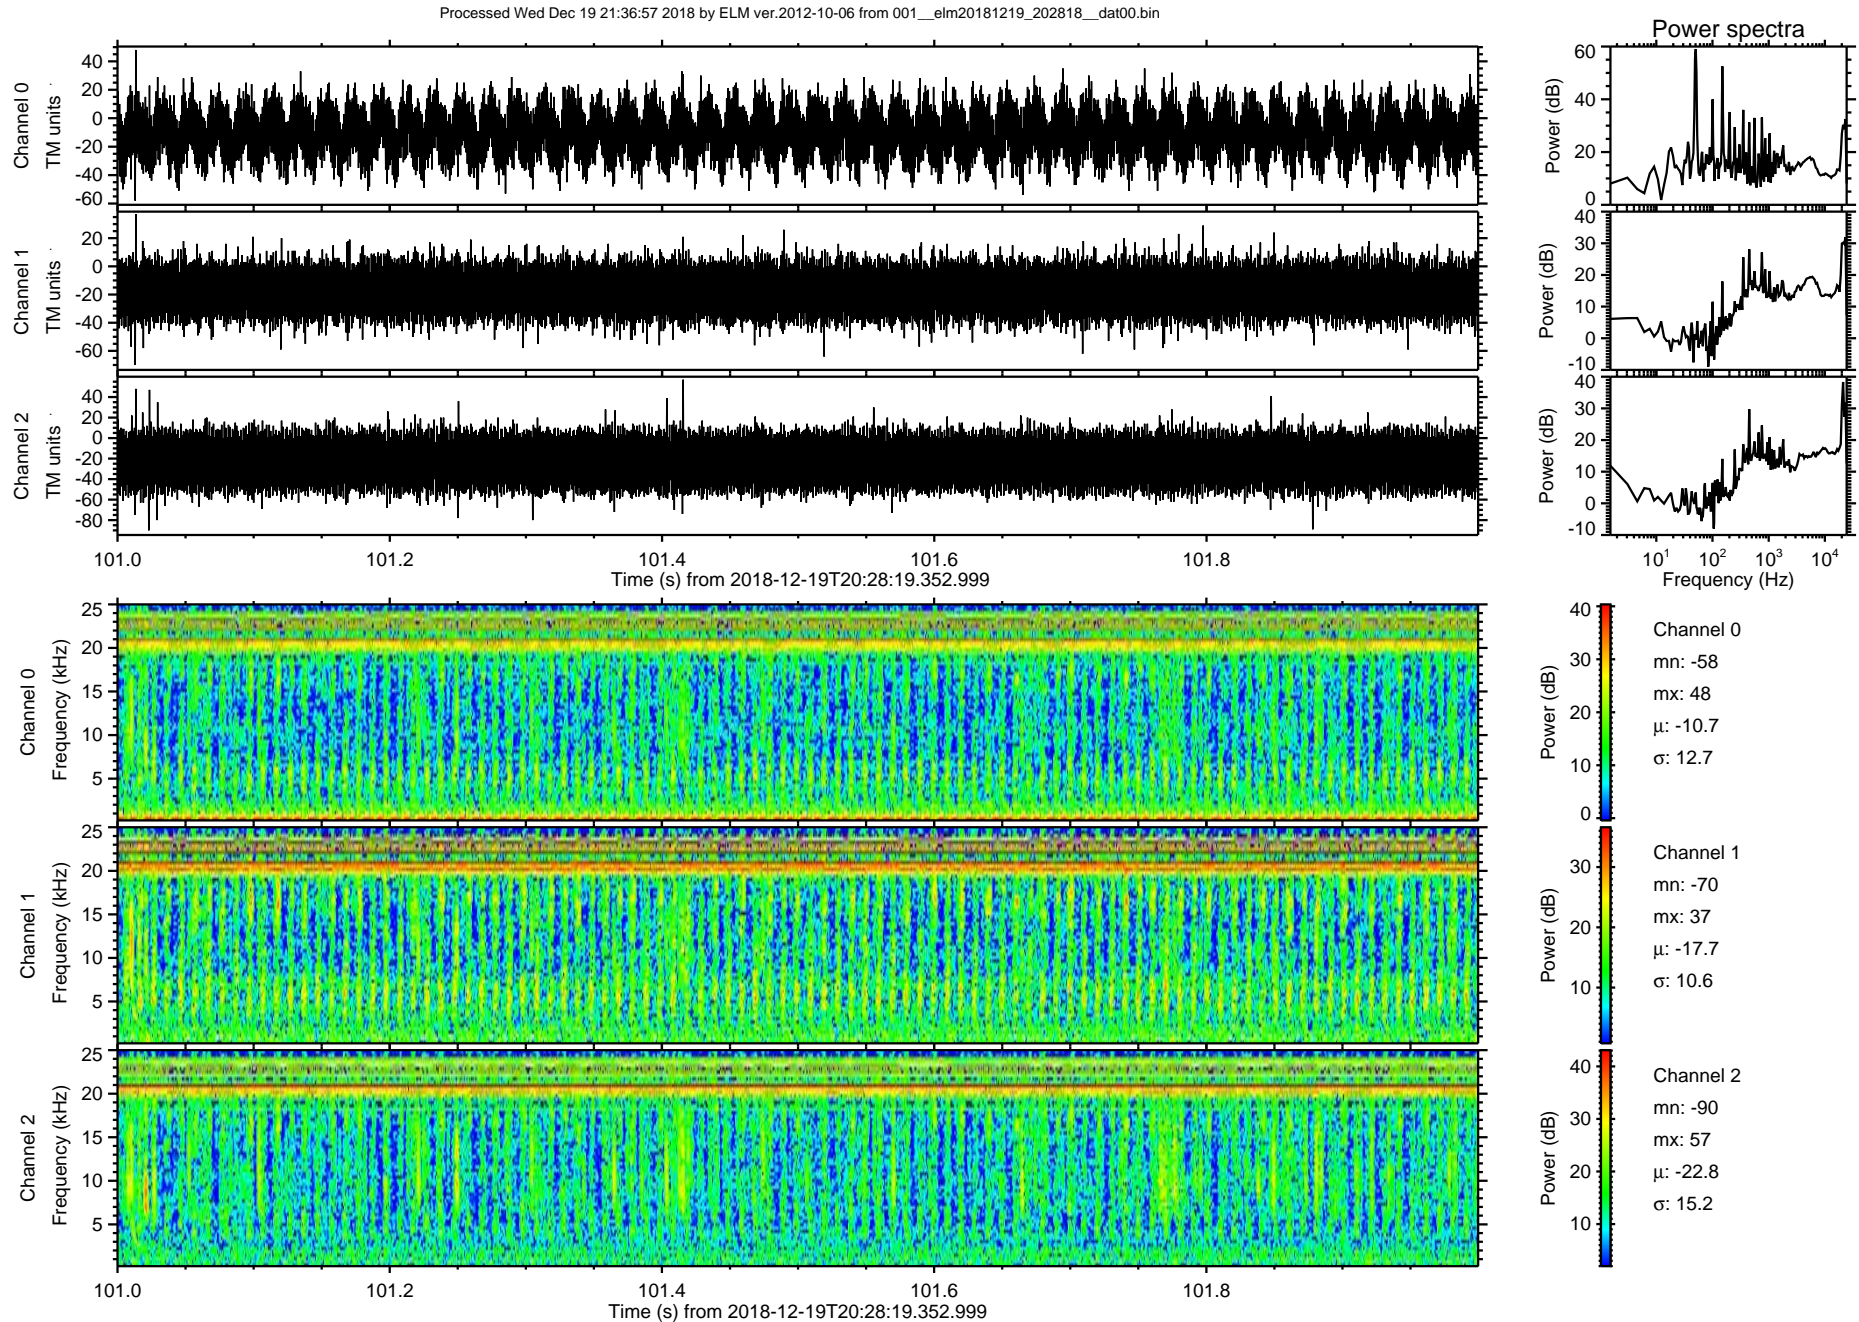 Processed Wed Dec 19 21:36:57 2018 by ELM ver.2012-10-06 from 001__elm20181219_202818__dat00.bin
Power spectra
Channel 0
TM units
40
20
0
-20
-40
-60
Power (dB)
60
40
20
0
Channel 1
TM units
20
0
-20
-40
-60
Power (dB)
40
30
20
10
0
-10
Channel 2
TM units
40
20
0
-20
-40
-60
-80
Power (dB)
40
30
20
10
0
-10
101.0 101.2 101.4 101.6 101.8
Time (s) from 2018-12-19T20:28:19.352.999
10^1 10^2 10^3 10^4
Frequency (Hz)
Channel 0
Frequency (kHz)
25
20
15
10
5
Power (dB)
40
30
20
10
0
Channel 0
mn: -58
mx: 48
μ: -10.7
σ: 12.7
Channel 1
Frequency (kHz)
25
20
15
10
5
Power (dB)
30
20
10
Channel 1
mn: -70
mx: 37
μ: -17.7
σ: 10.6
Channel 2
Frequency (kHz)
25
20
15
10
5
Power (dB)
40
30
20
10
Channel 2
mn: -90
mx: 57
μ: -22.8
σ: 15.2
101.0 101.2 101.4 101.6 101.8
Time (s) from 2018-12-19T20:28:19.352.999